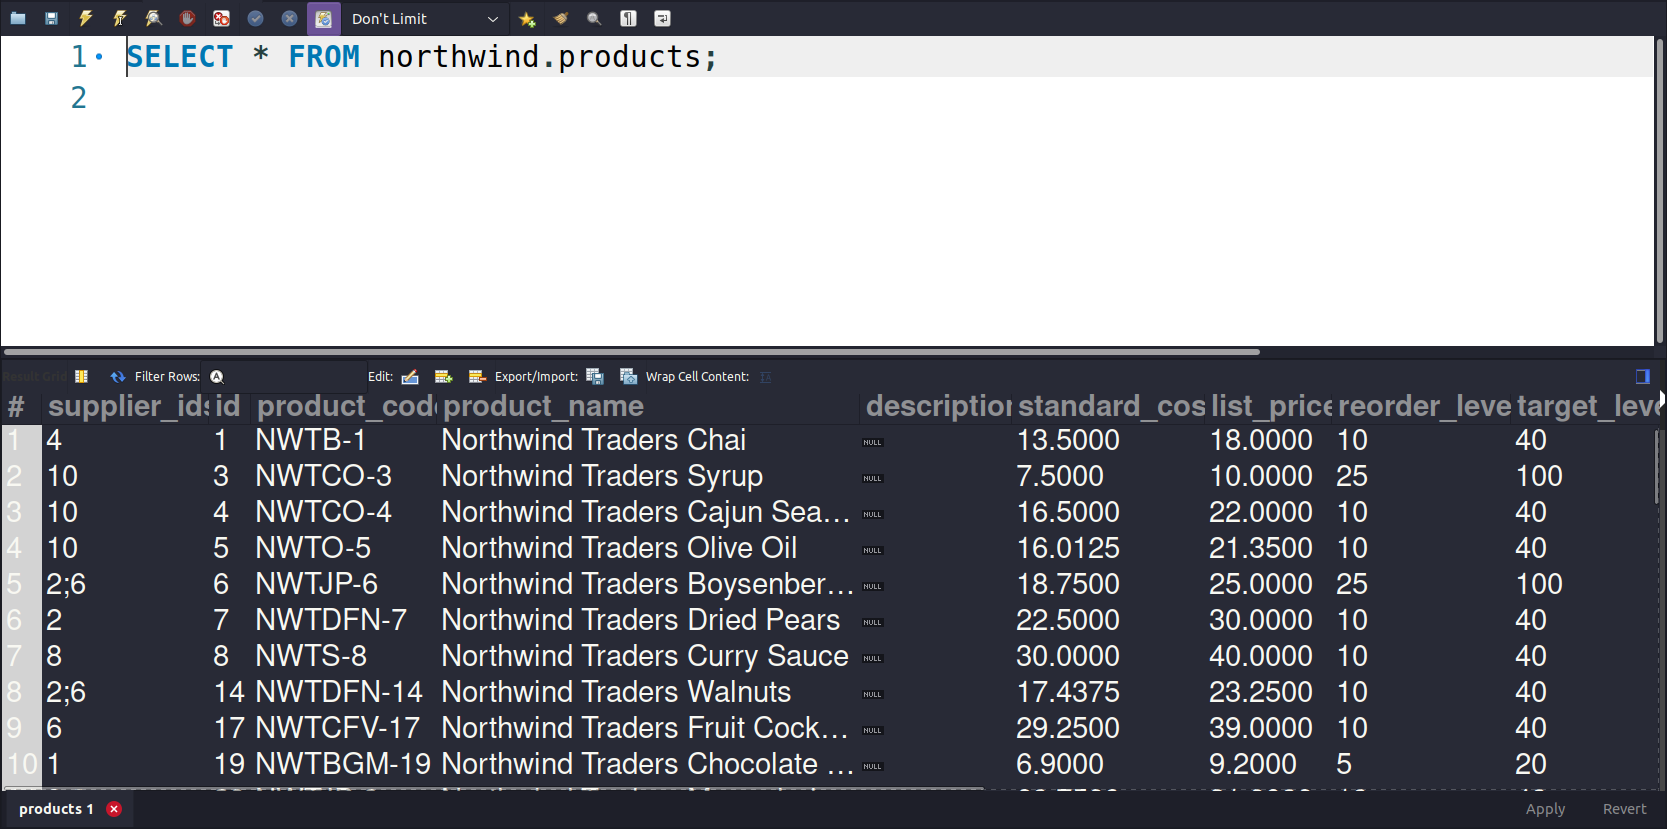 Don't Limit
1 SELECT * FROM northwind.products;
2
Result Grid Filter Rows: Edit: Export/Import: Wrap Cell Content:
# supplier_ids id product_code product_name description standard_cos list_price reorder_leve target_leve
1 4 1 NWTB-1 Northwind Traders Chai NULL 13.5000 18.0000 10 40
2 10 3 NWTCO-3 Northwind Traders Syrup NULL 7.5000 10.0000 25 100
3 10 4 NWTCO-4 Northwind Traders Cajun Sea... NULL 16.5000 22.0000 10 40
4 10 5 NWTO-5 Northwind Traders Olive Oil NULL 16.0125 21.3500 10 40
5 2;6 6 NWTJP-6 Northwind Traders Boysenber... NULL 18.7500 25.0000 25 100
6 2 7 NWTDFN-7 Northwind Traders Dried Pears NULL 22.5000 30.0000 10 40
7 8 8 NWTS-8 Northwind Traders Curry Sauce NULL 30.0000 40.0000 10 40
8 2;6 14 NWTDFN-14 Northwind Traders Walnuts NULL 17.4375 23.2500 10 40
9 6 17 NWTCFV-17 Northwind Traders Fruit Cock... NULL 29.2500 39.0000 10 40
10 1 19 NWTBGM-19 Northwind Traders Chocolate ... NULL 6.9000 9.2000 5 20
products 1 Apply Revert